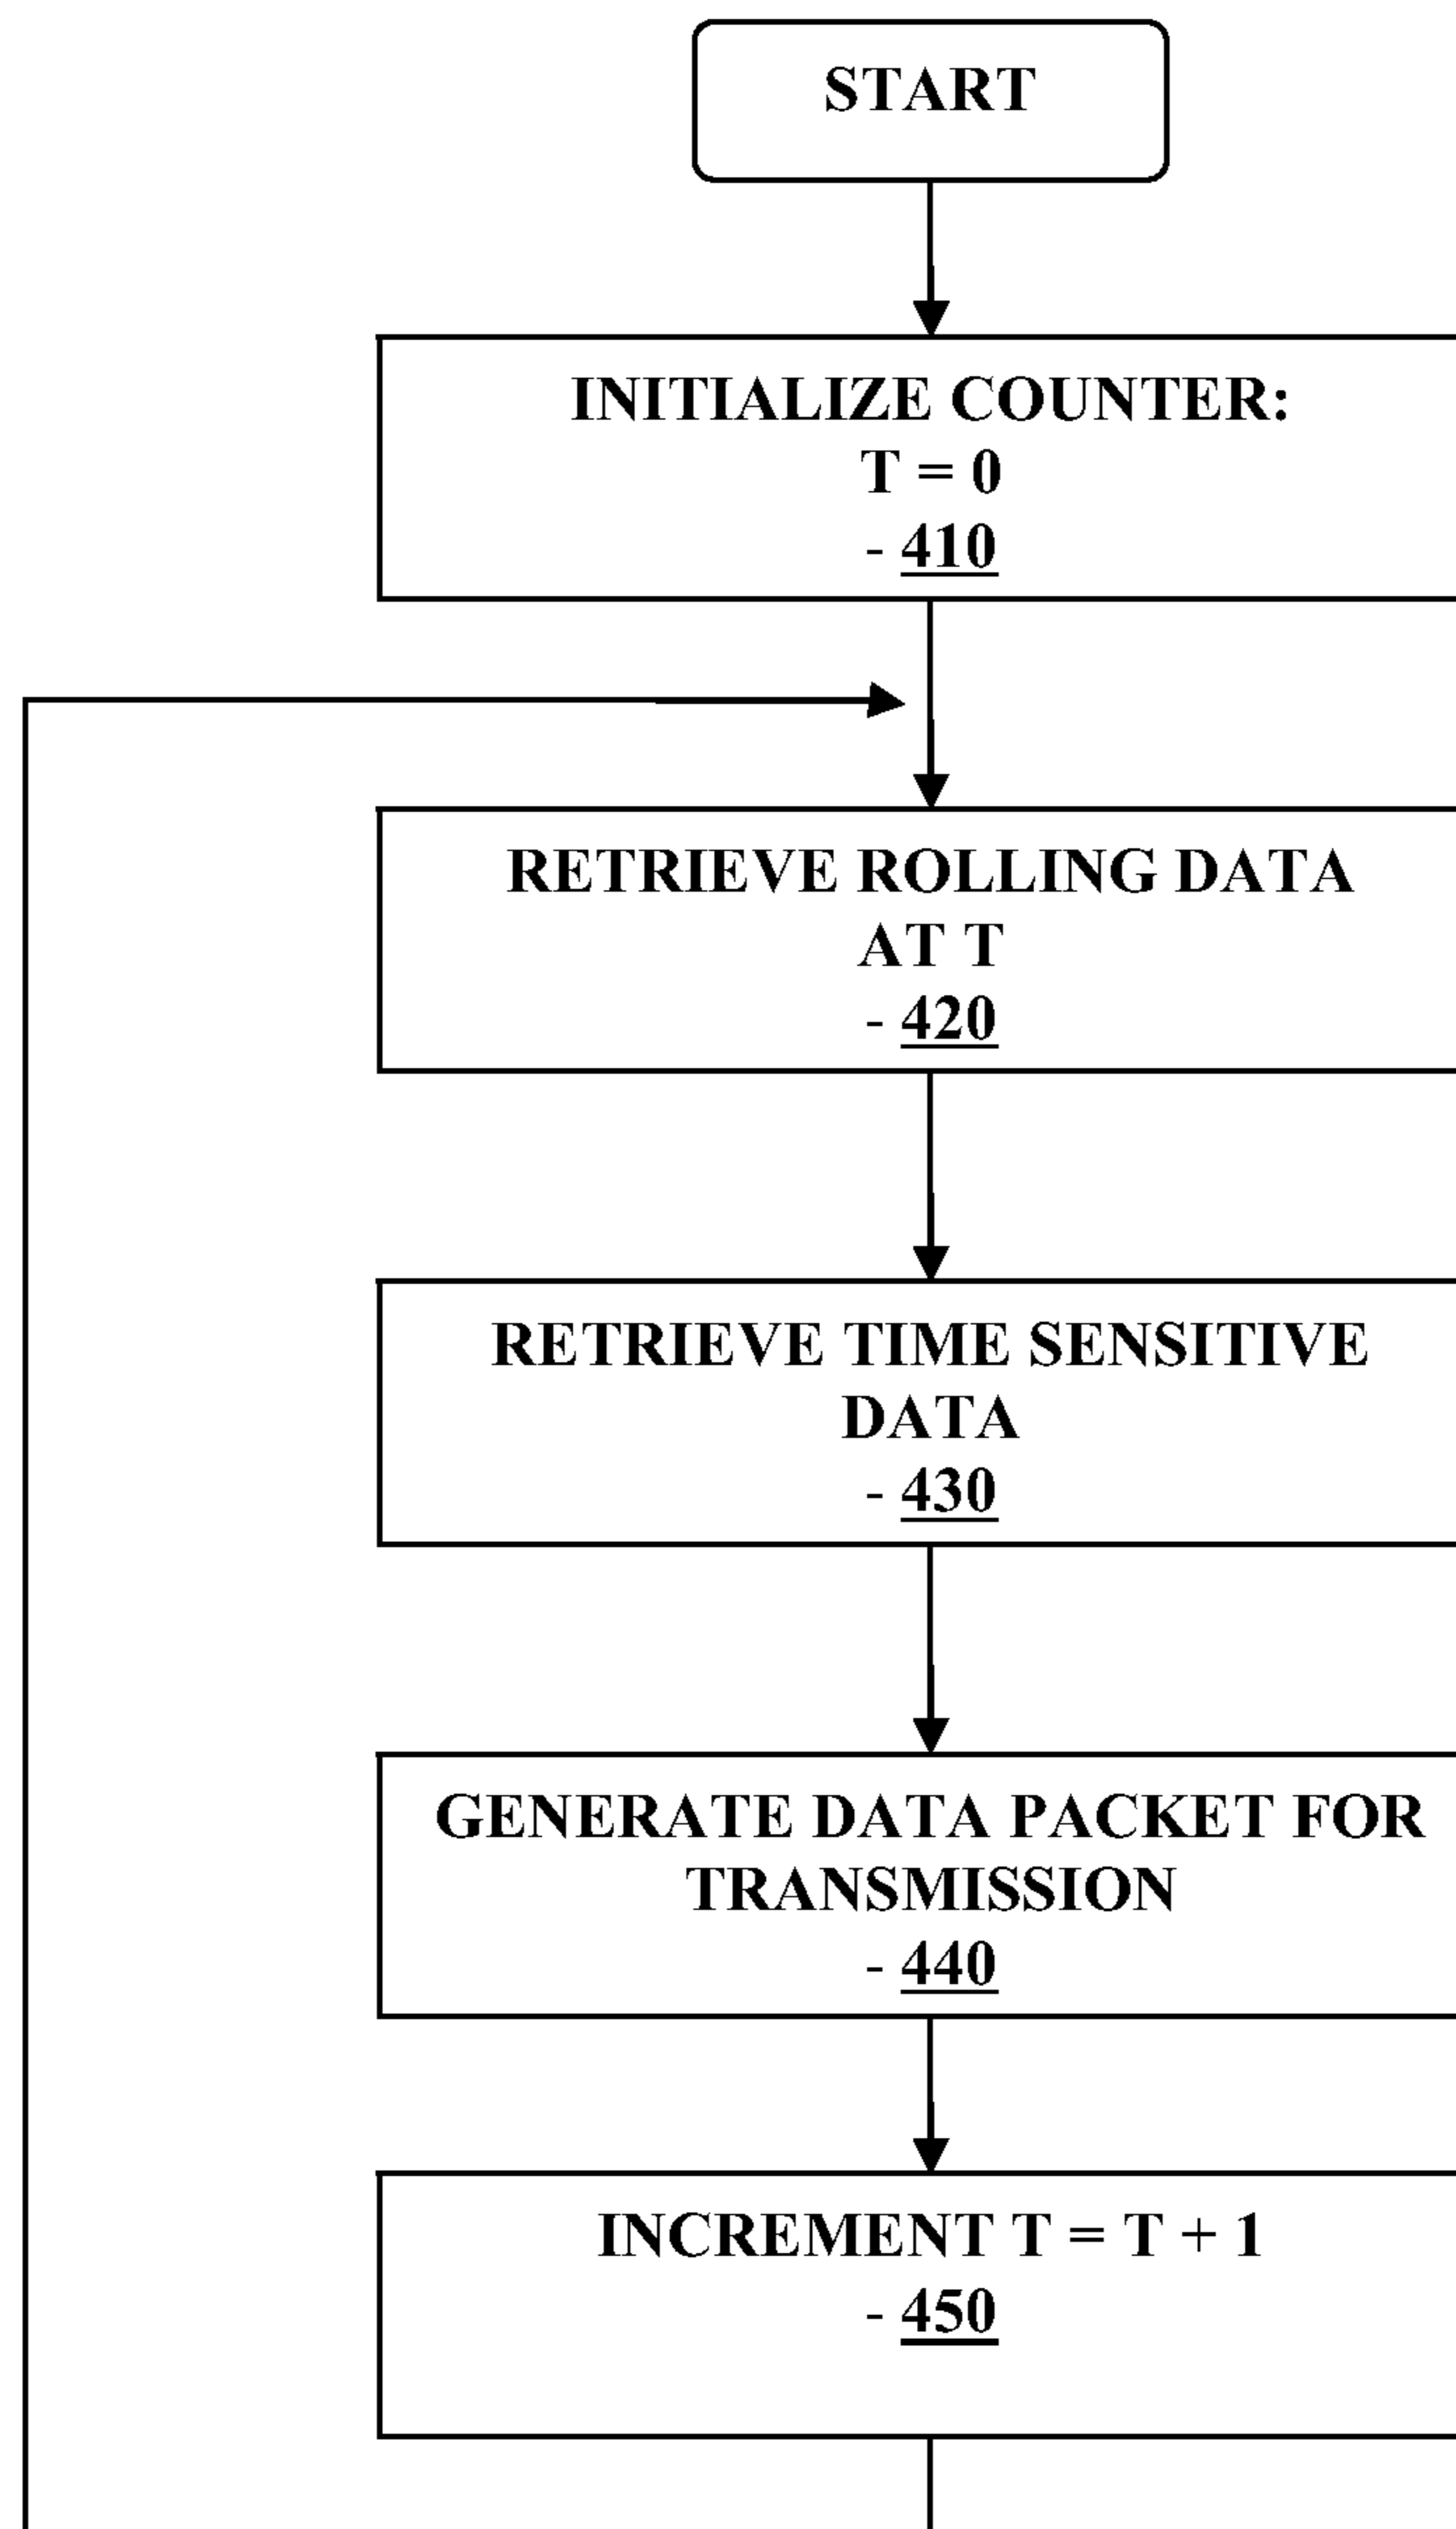 START
INITIALIZE COUNTER:
T = 0
- 410
RETRIEVE ROLLING DATA
AT T
- 420
RETRIEVE TIME SENSITIVE
DATA
- 430
GENERATE DATA PACKET FOR
TRANSMISSION
- 440
INCREMENT T = T + 1
- 450